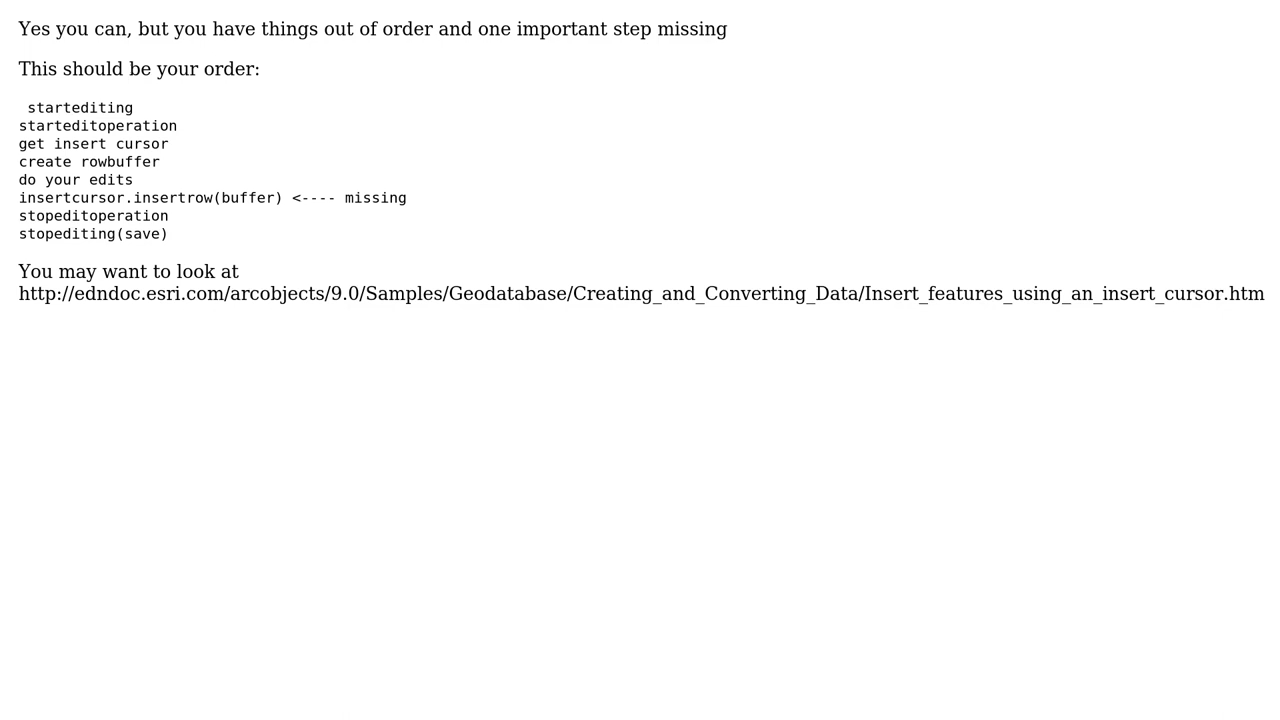 Yes you can, but you have things out of order and one important step missing
This should be your order:
startediting
starteditoperation
get insert cursor
create rowbuffer
do your edits
insertcursor.insertrow(buffer) <---- missing
stopeditoperation
stopediting(save)
You may want to look at
http://edndoc.esri.com/arcobjects/9.0/Samples/Geodatabase/Creating_and_Converting_Data/Insert_features_using_an_insert_cursor.htm